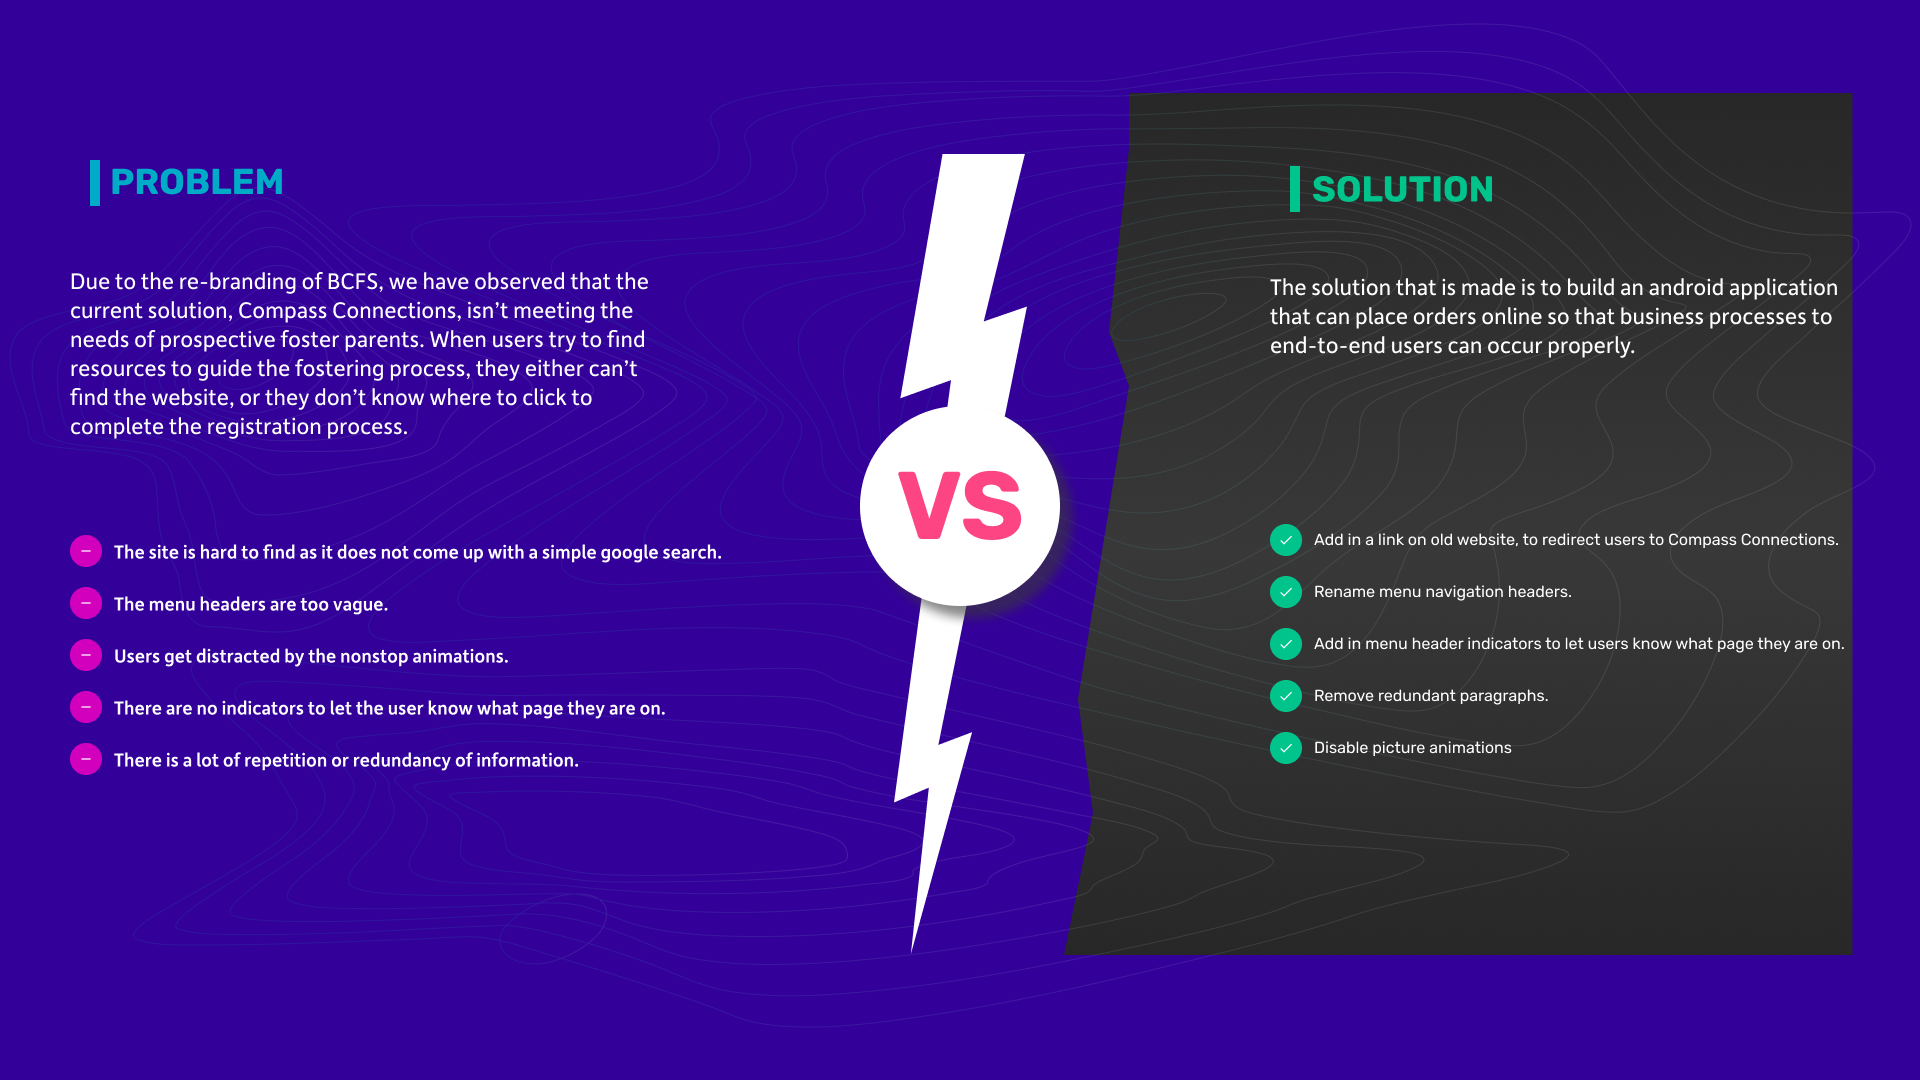 PROBLEM
Due to the re-branding of BCFS, we have observed that the
current solution, Compass Connections, isn’t meeting the
needs of prospective foster parents. When users try to find
resources to guide the fostering process, they either can’t
find the website, or they don’t know where to click to
complete the registration process.
The site is hard to find as it does not come up with a simple google search.
The menu headers are too vague.
Users get distracted by the nonstop animations.
There are no indicators to let the user know what page they are on.
There is a lot of repetition or redundancy of information.
VS
SOLUTION
The solution that is made is to build an android application
that can place orders online so that business processes to
end-to-end users can occur properly.
Add in a link on old website, to redirect users to Compass Connections.
Rename menu navigation headers.
Add in menu header indicators to let users know what page they are on.
Remove redundant paragraphs.
Disable picture animations